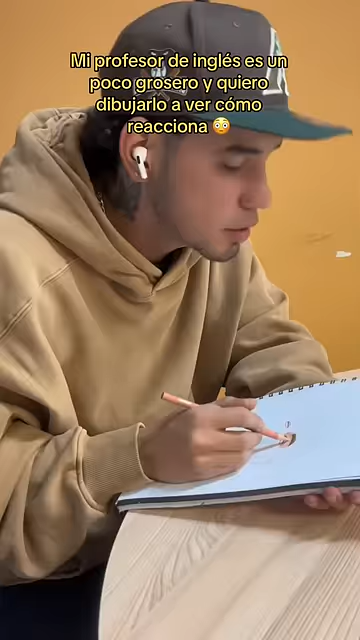 Mi profesor de inglés es un
poco grosero y quiero
dibujarlo a ver cómo
reacciona 😳